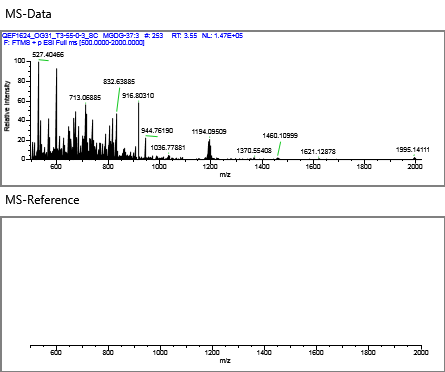 MS-Data
QEF1624_OG31_T3-55-0-3_SC MGDG-37:3 #: 253 RT: 3.55 NL: 1.47E+05
F: FTMS + p ESI Full ms [500.0000-2000.0000]
527.40466
832.63885
713.06885
916.80310
944.76190
1036.77881
1194.09509
1370.55408
1460.10999
1621.12878
1995.14111
Relative Intensity
100
80
60
40
20
0
600 800 1000 1200 1400 1600 1800 2000
m/z
MS-Reference
600 800 1000 1200 1400 1600 1800 2000
m/z